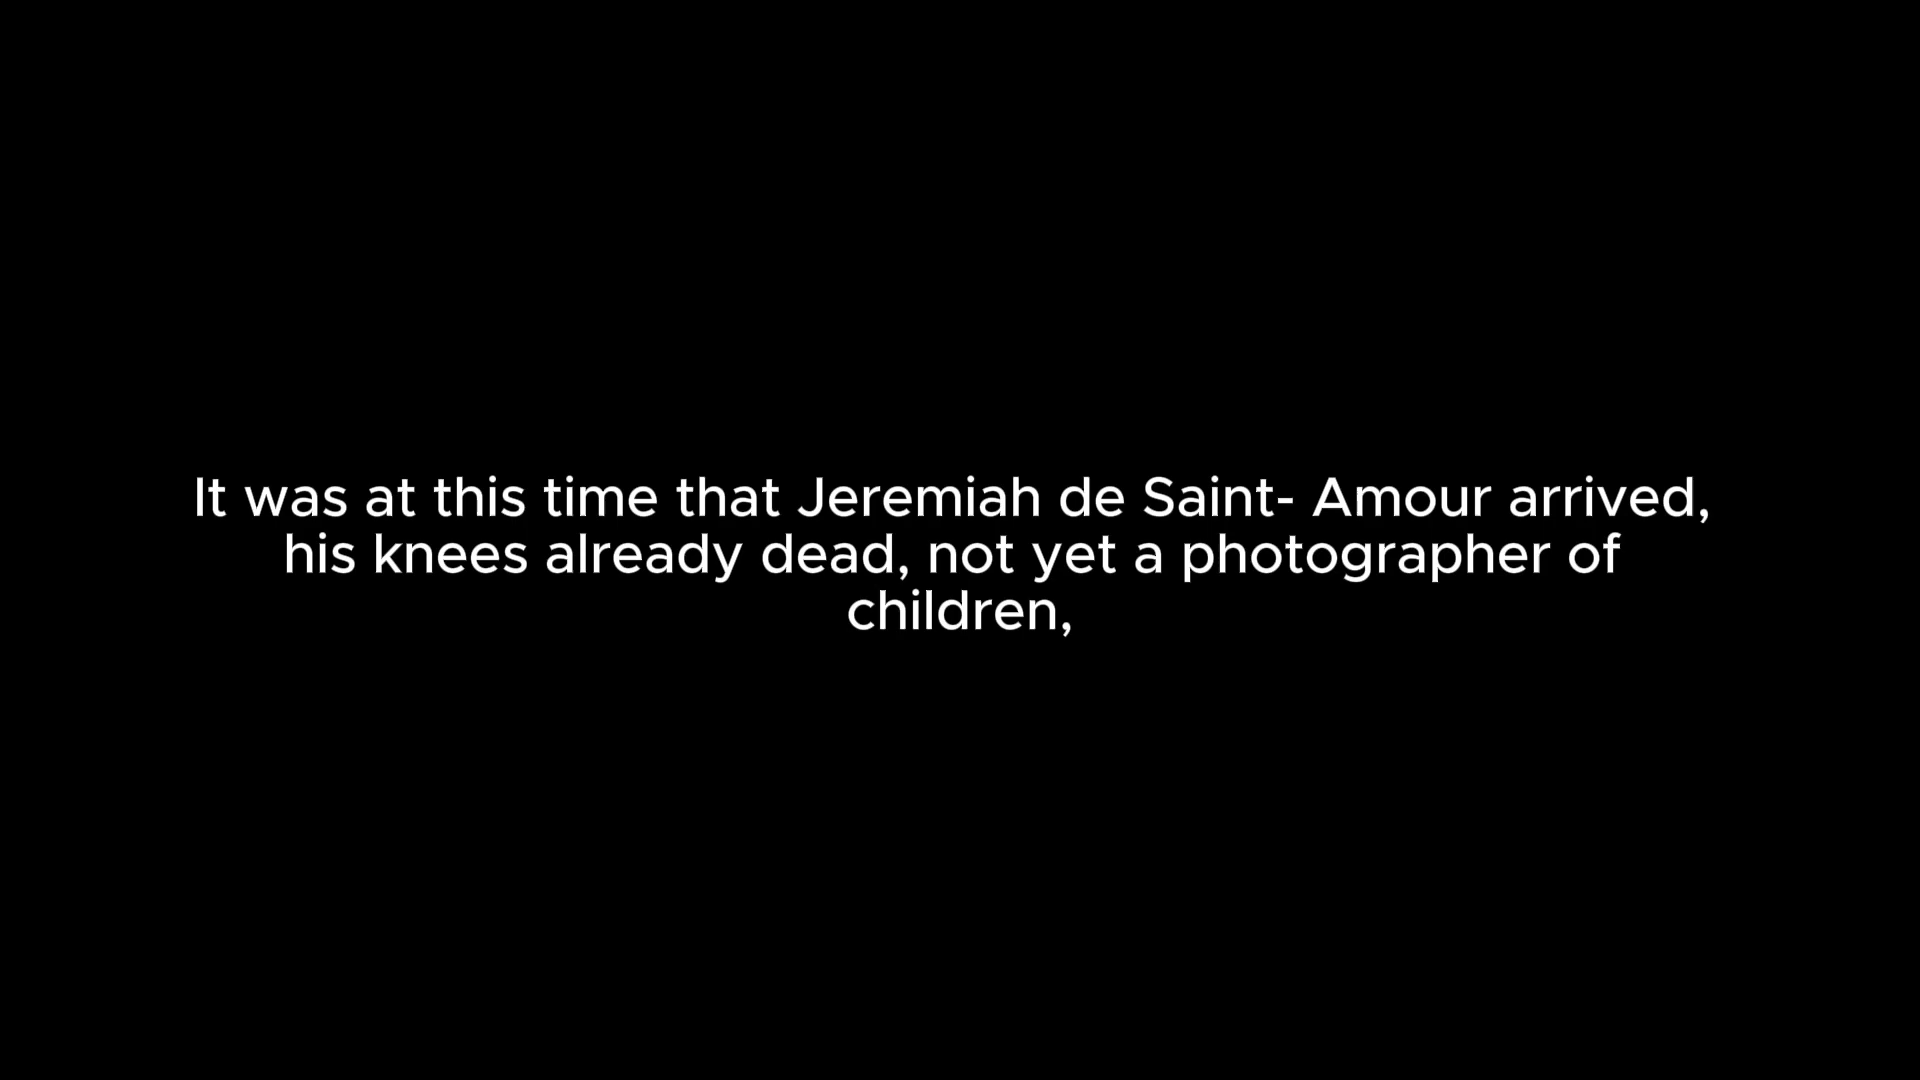 It was at this time that Jeremiah de Saint- Amour arrived,
his knees already dead, not yet a photographer of
children,